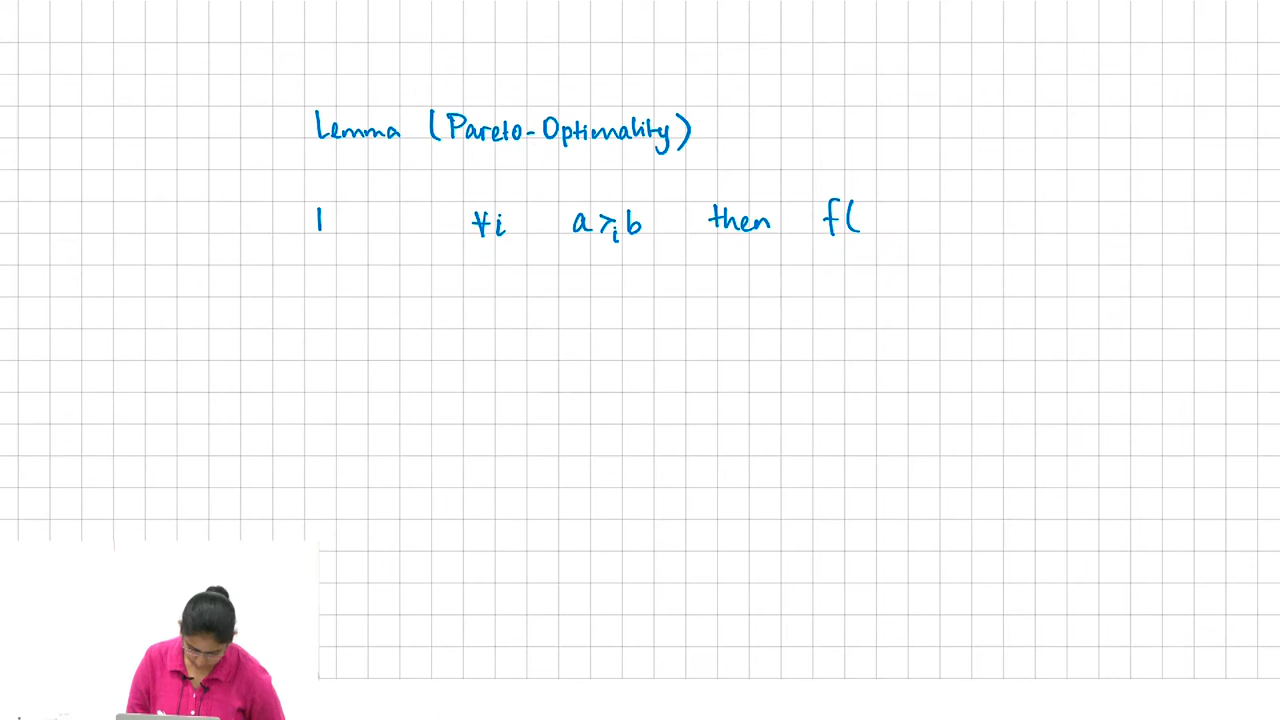 Lemma (Pareto-Optimality)
I ∀i a >ᵢ b then f(